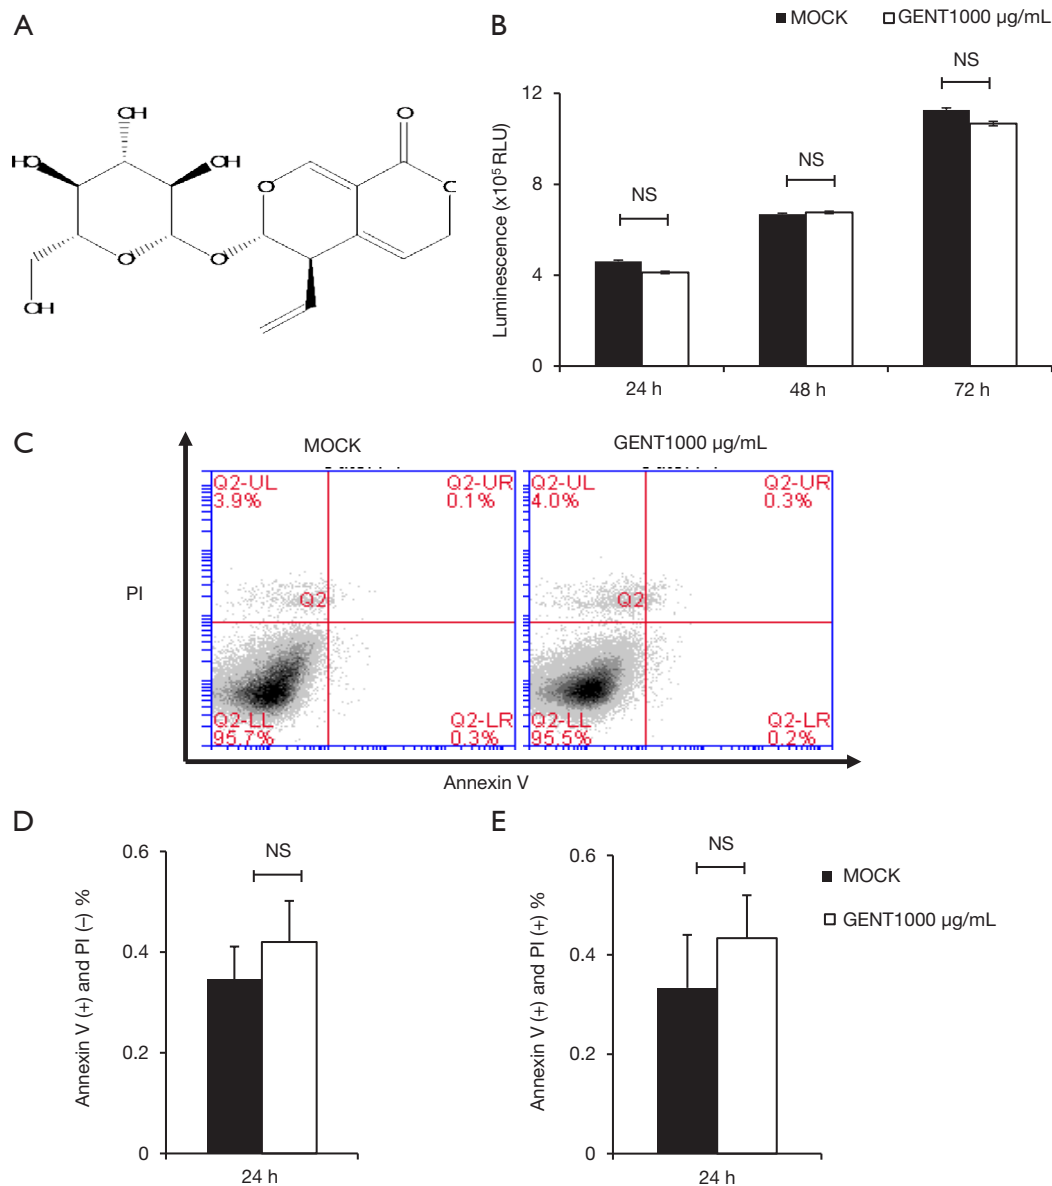 A
OH
HO
OH
O
O
O
O
O
OH
B
MOCK
GENT1000 µg/mL
NS
NS
NS
12
8
4
0
Luminescence (x10⁵ RLU)
24 h
48 h
72 h
C
MOCK
GENT1000 µg/mL
Q2-UL
3.9%
Q2-UR
0.1%
Q2
Q2-LL
95.7%
Q2-LR
0.3%
Q2-UL
4.0%
Q2-UR
0.3%
Q2
Q2-LL
95.5%
Q2-LR
0.2%
PI
Annexin V
D
0.6
0.4
0.2
0
Annexin V (+) and PI (–) %
NS
24 h
E
0.6
0.4
0.2
0
Annexin V (+) and PI (+) %
NS
24 h
MOCK
GENT1000 µg/mL